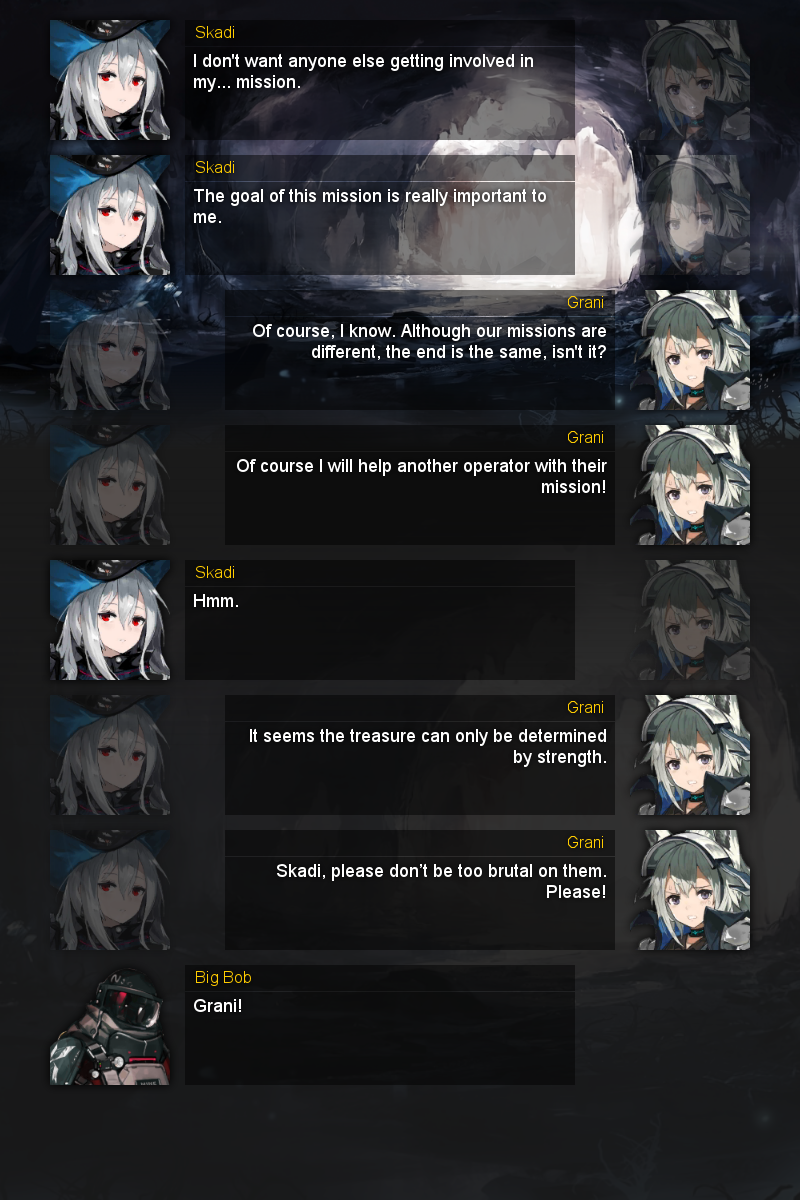 Skadi
I don't want anyone else getting involved in
my... mission.
Skadi
The goal of this mission is really important to
me.
Grani
Of course, I know. Although our missions are
different, the end is the same, isn't it?
Grani
Of course I will help another operator with their
mission!
Skadi
Hmm.
Grani
It seems the treasure can only be determined
by strength.
Grani
Skadi, please don’t be too brutal on them.
Please!
Big Bob
Grani!